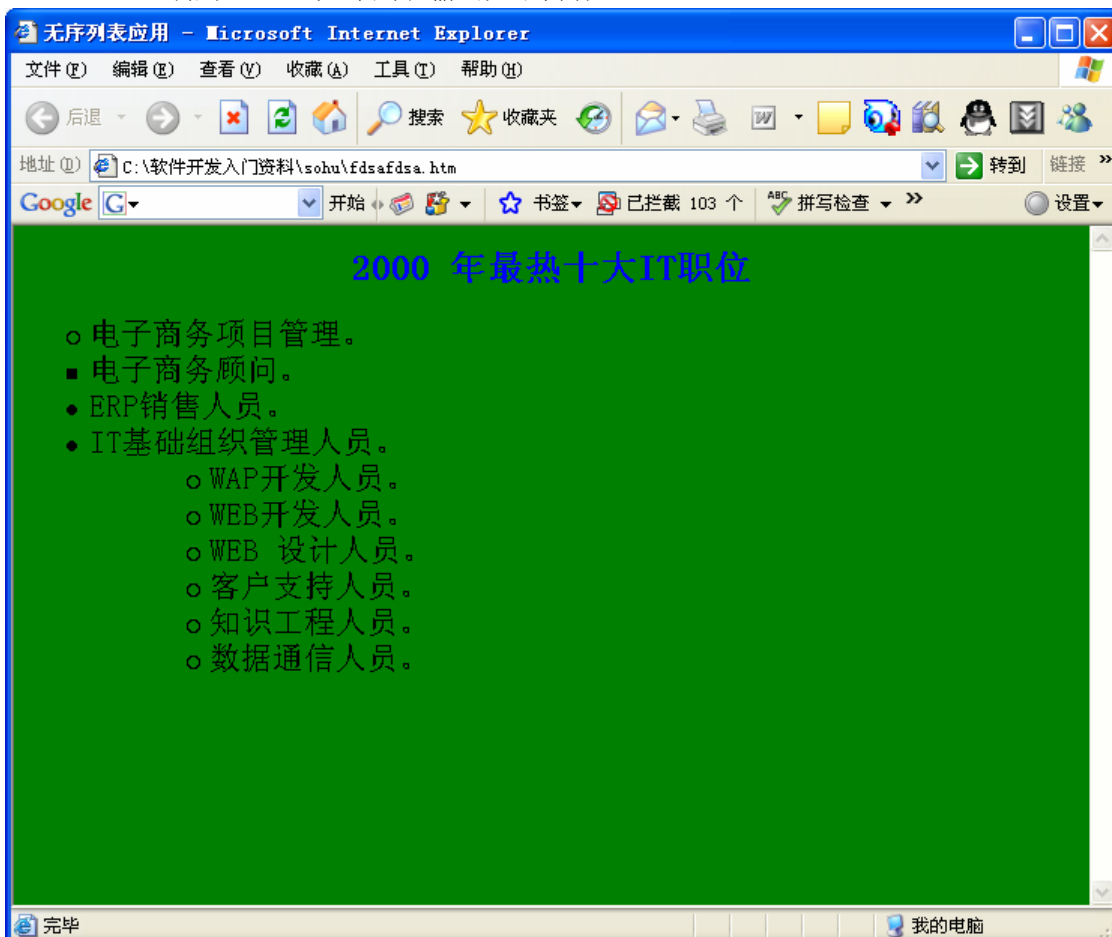 无序列表应用 - Microsoft Internet Explorer
文件(F) 编辑(E) 查看(V) 收藏(A) 工具(T) 帮助(H)
后退 搜索 收藏夹
地址(D) C:\软件开发入门资料\sohu\fdsafdsa.htm 转到 链接 »
Google G 开始 书签 已拦截 103 个 ABC 拼写检查 » 设置
2000 年最热十大IT职位
电子商务项目管理。
电子商务顾问。
ERP销售人员。
IT基础组织管理人员。
WAP开发人员。
WEB开发人员。
WEB 设计人员。
客户支持人员。
知识工程人员。
数据通信人员。
完毕 我的电脑